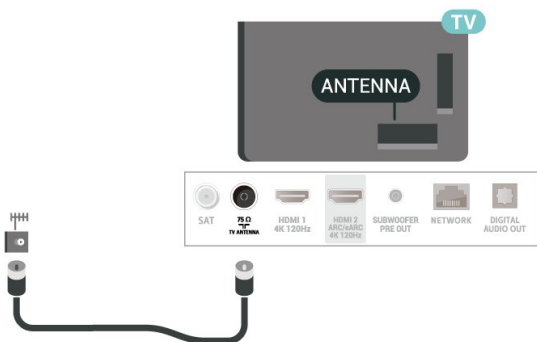 TV
ANTENNA
SAT
75 Ω
TV ANTENNA
HDMI 1
4K 120Hz
HDMI 2
ARC/eARC
4K 120Hz
SUBWOOFER
PRE OUT
NETWORK
DIGITAL
AUDIO OUT